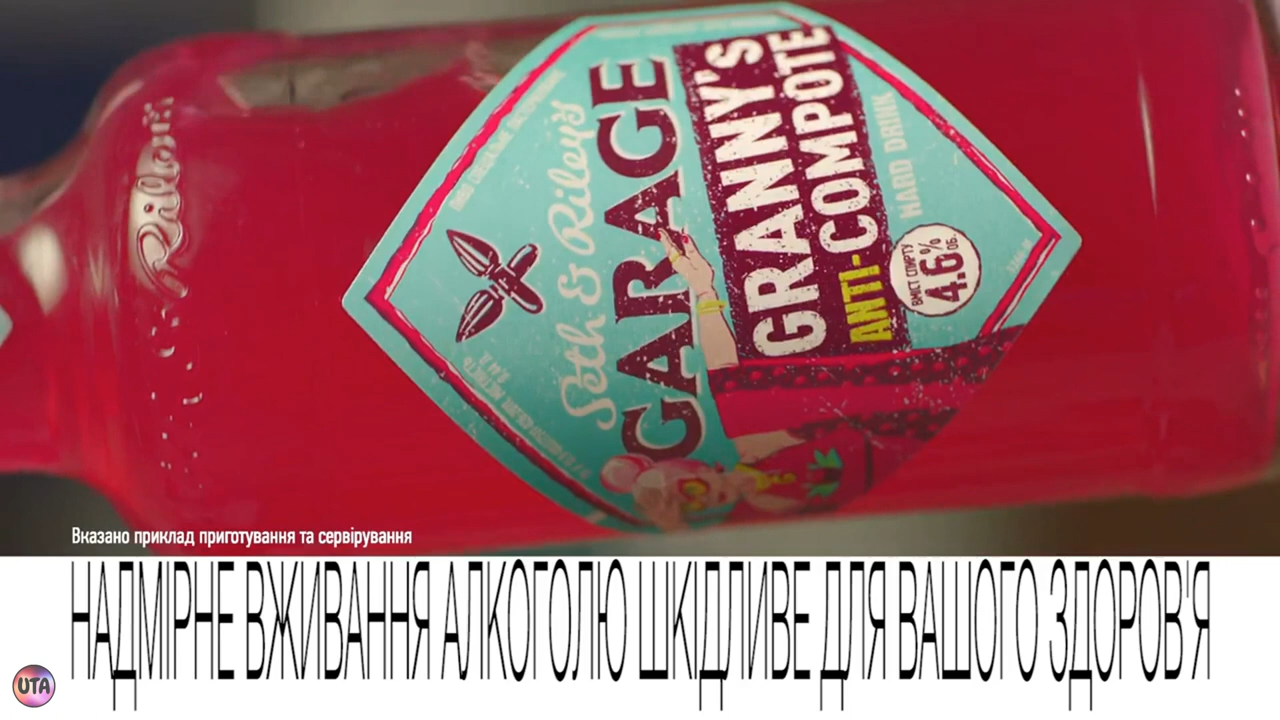 Riley's
Seth & Riley's
GARAGE
GRANNY'S
ANTI-COMPOTE
HARD DRINK
ВМІСТ СПИРТУ
4.6%
ОБ.
Вказано приклад приготування та сервірування
НАДМІРНЕ ВЖИВАННЯ АЛКОГОЛЮ ШКІДЛИВЕ ДЛЯ ВАШОГО ЗДОРОВ'Я
UTA